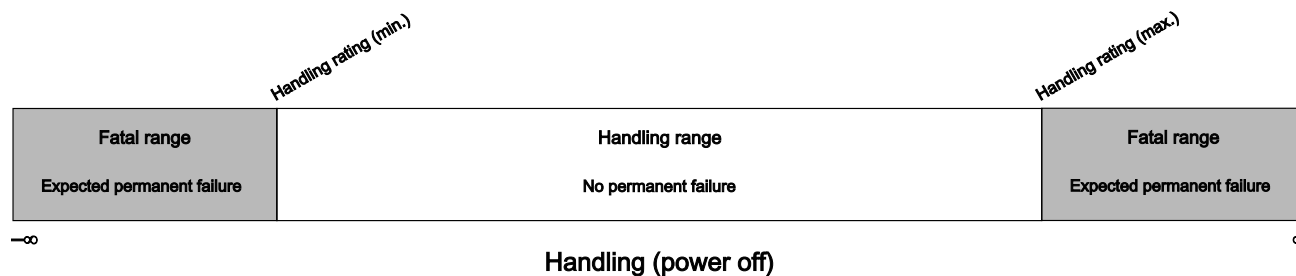 Handling rating (min.)
Handling rating (max.)
Fatal range
Handling range
Fatal range
Expected permanent failure
No permanent failure
Expected permanent failure
–∞
Handling (power off)